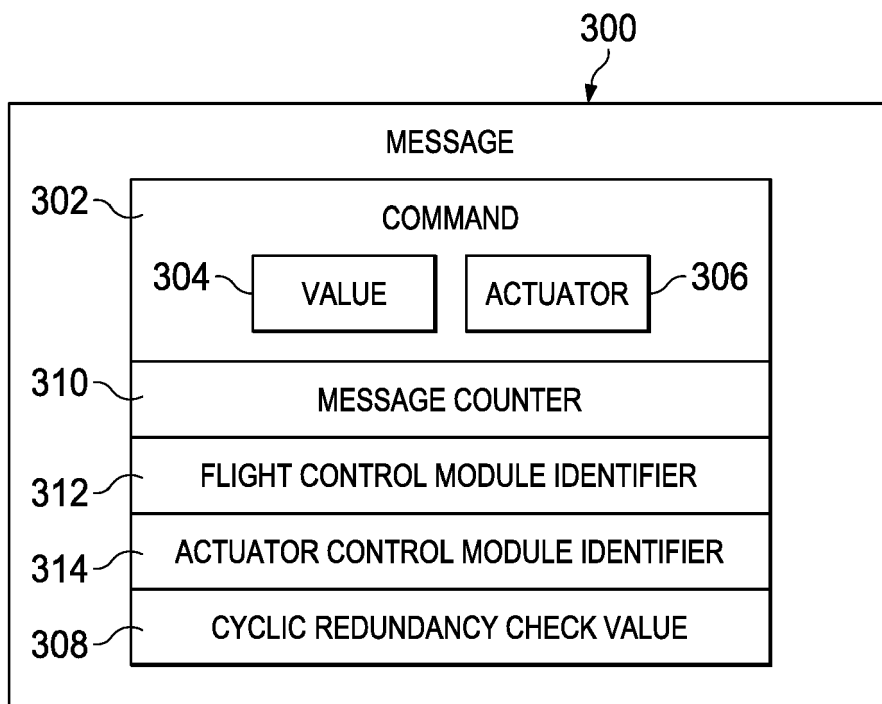 300
MESSAGE
302
COMMAND
304
VALUE
ACTUATOR
306
310
MESSAGE COUNTER
312
FLIGHT CONTROL MODULE IDENTIFIER
314
ACTUATOR CONTROL MODULE IDENTIFIER
308
CYCLIC REDUNDANCY CHECK VALUE